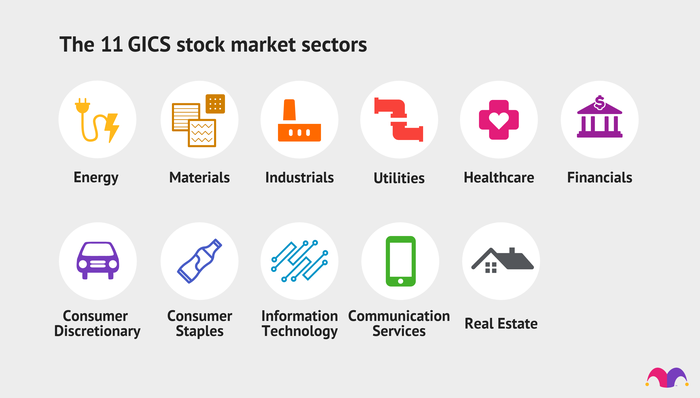 The 11 GICS stock market sectors
Energy
Materials
Industrials
Utilities
Healthcare
Financials
Consumer
Discretionary
Consumer
Staples
Information
Technology
Communication
Services
Real Estate